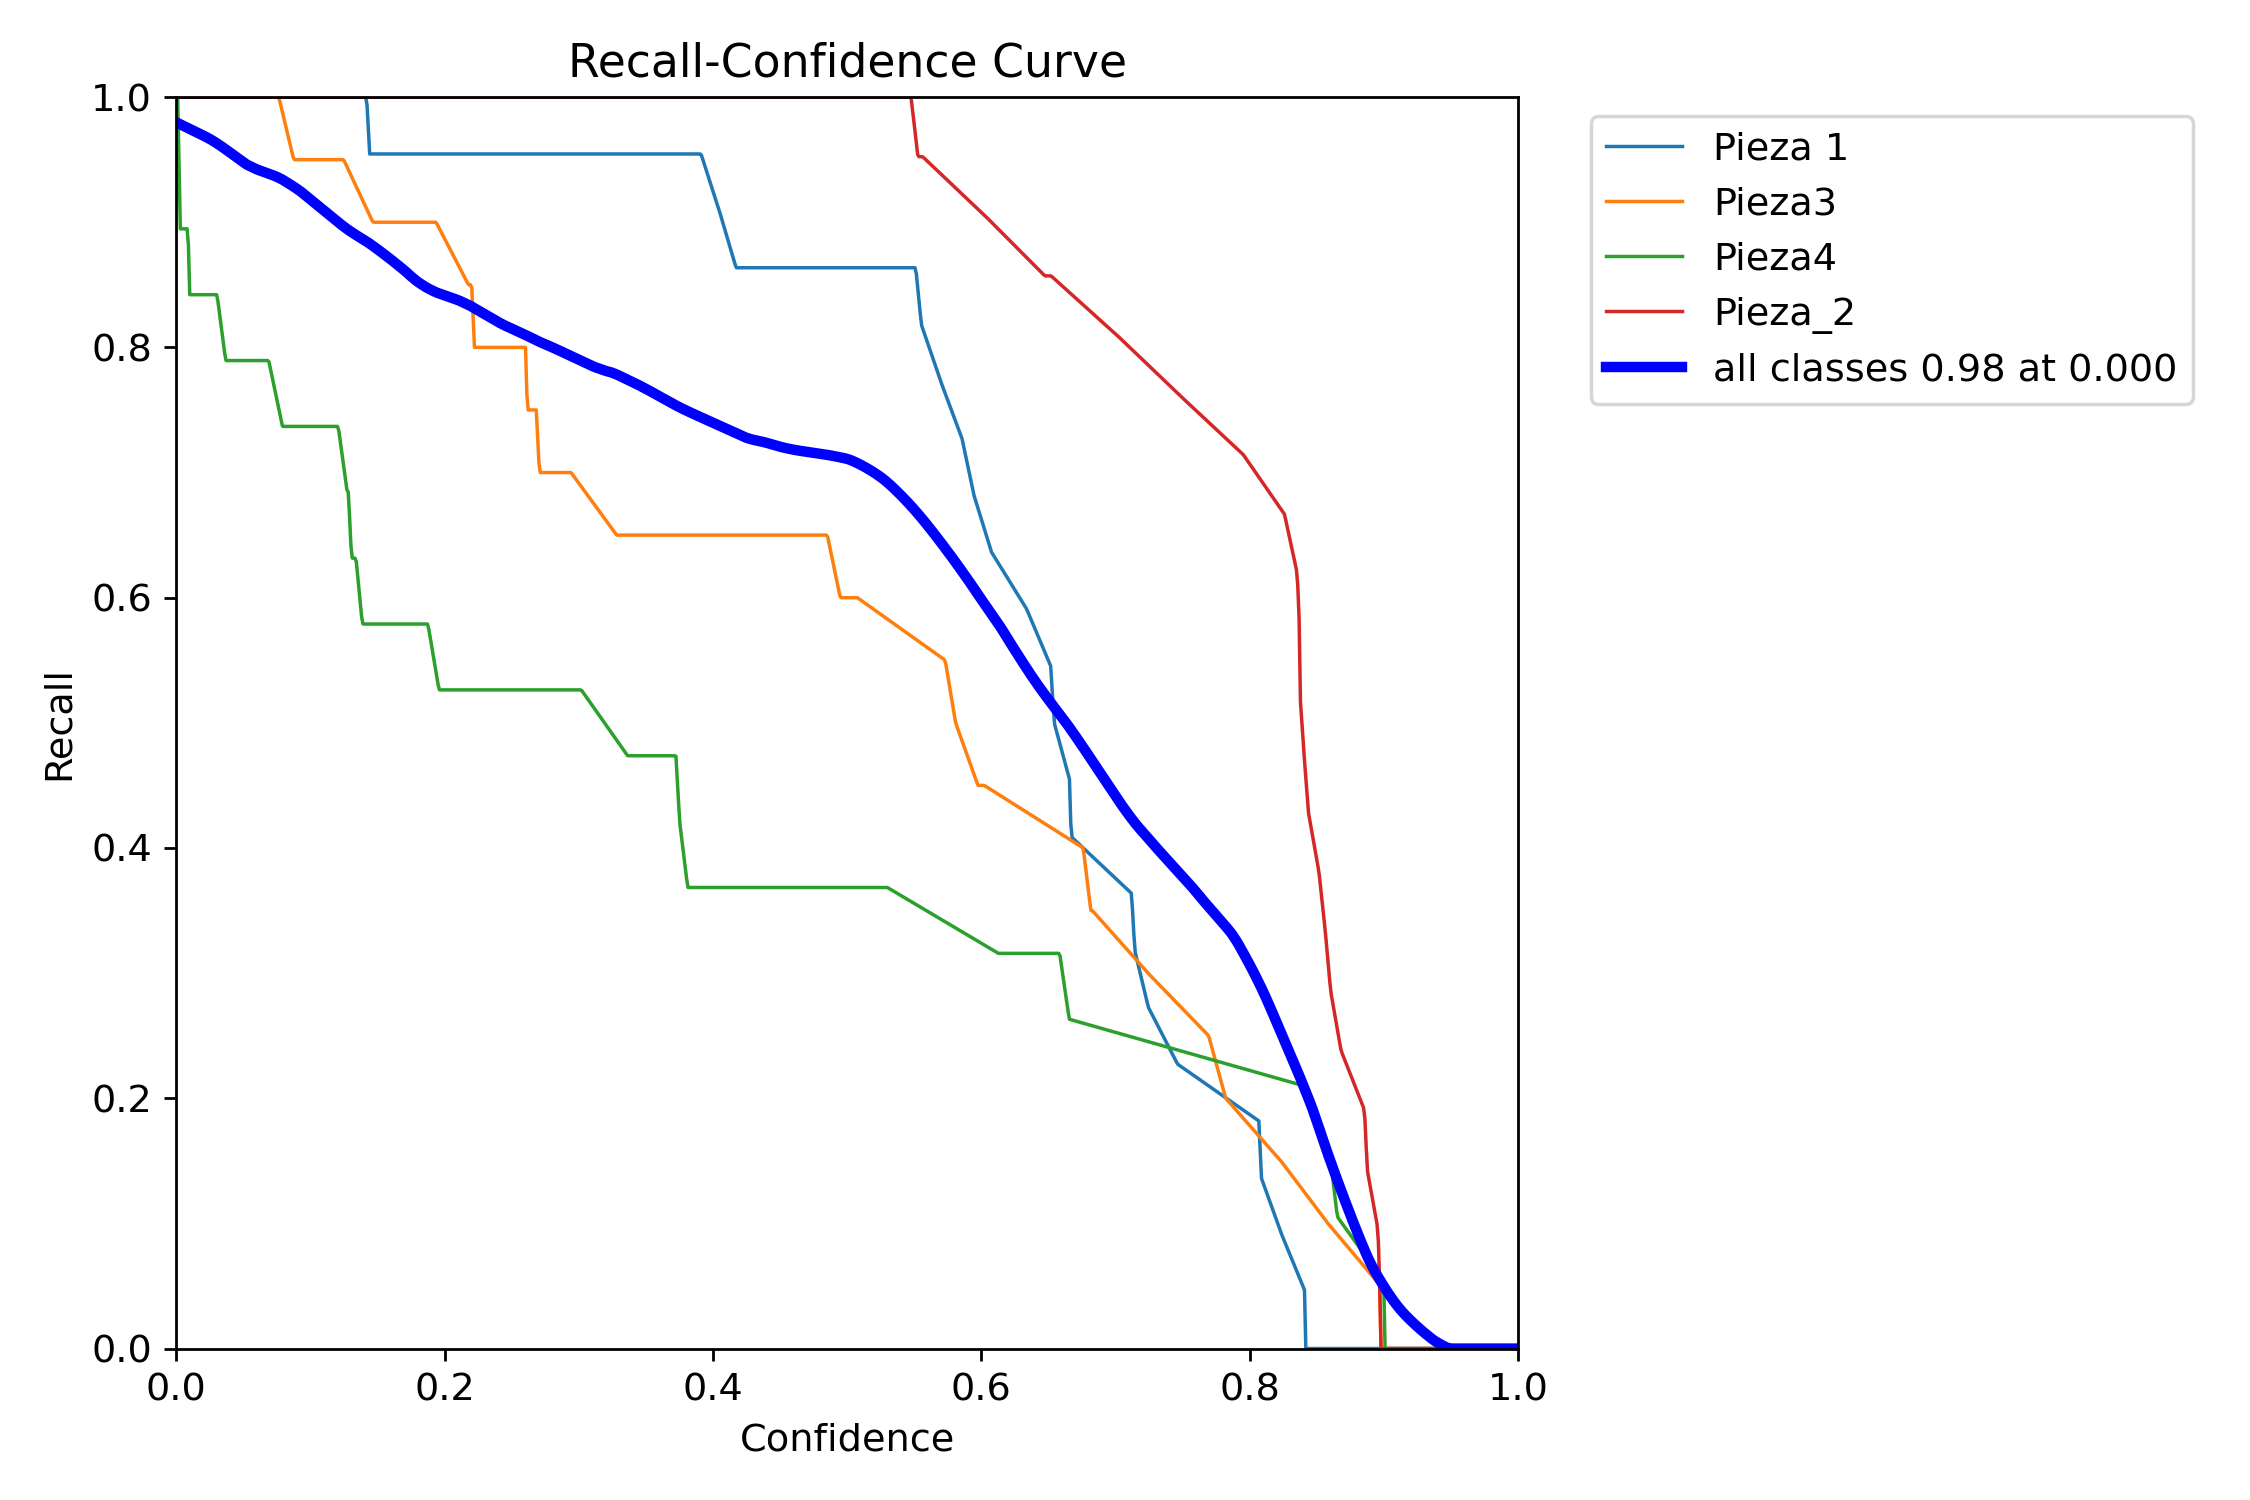 Recall-Confidence Curve
1.0
0.8
0.6
0.4
0.2
0.0
Recall
0.0 0.2 0.4 0.6 0.8 1.0
Confidence
Pieza 1
Pieza3
Pieza4
Pieza_2
all classes 0.98 at 0.000